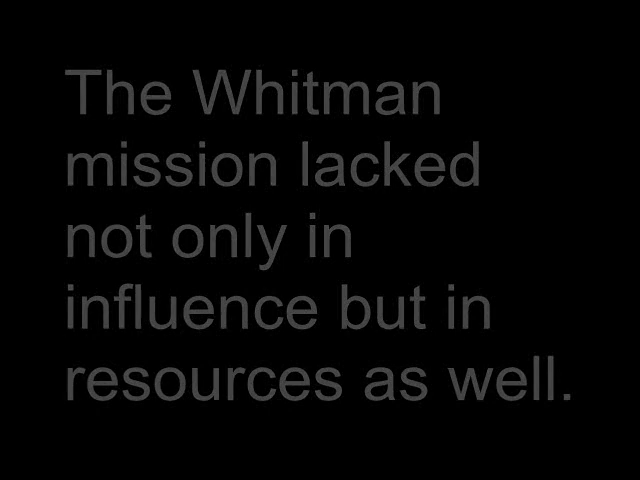 The Whitman
mission lacked
not only in
influence but in
resources as well.